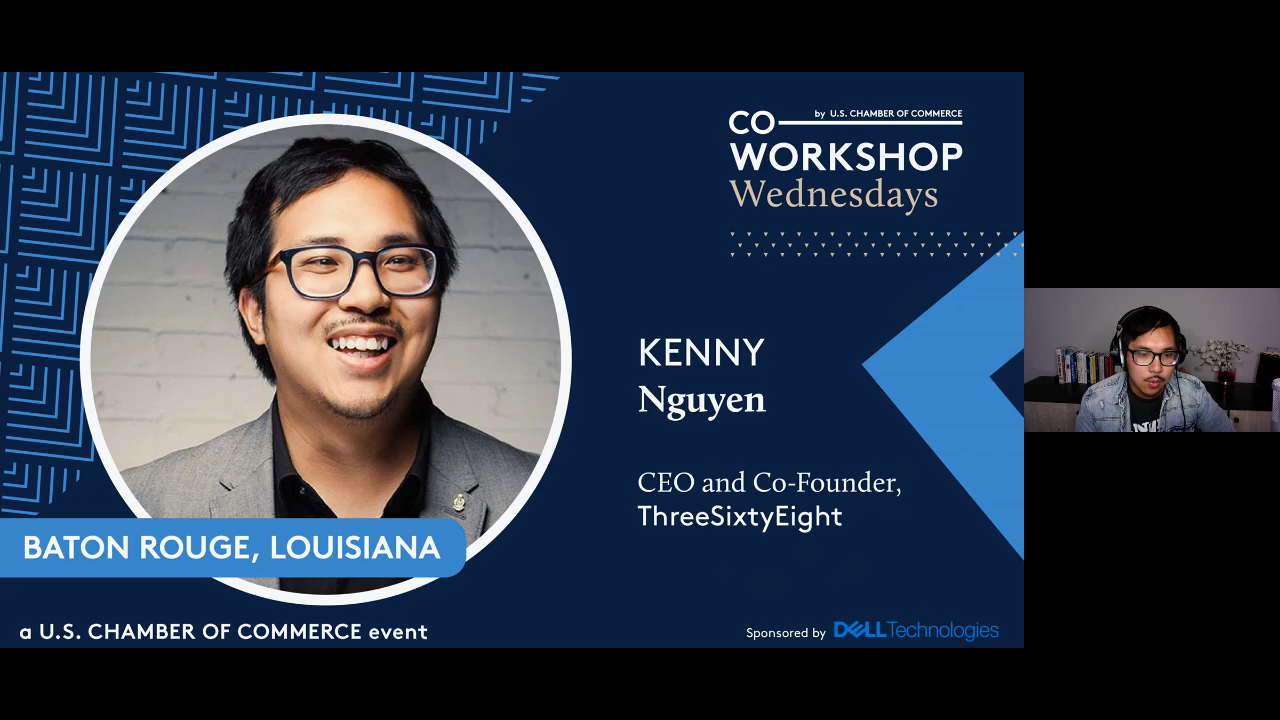 by U.S. CHAMBER OF COMMERCE
CO
WORKSHOP
Wednesdays
KENNY
Nguyen
CEO and Co-Founder,
ThreeSixtyEight
BATON ROUGE, LOUISIANA
a U.S. CHAMBER OF COMMERCE event
Sponsored by DELL Technologies